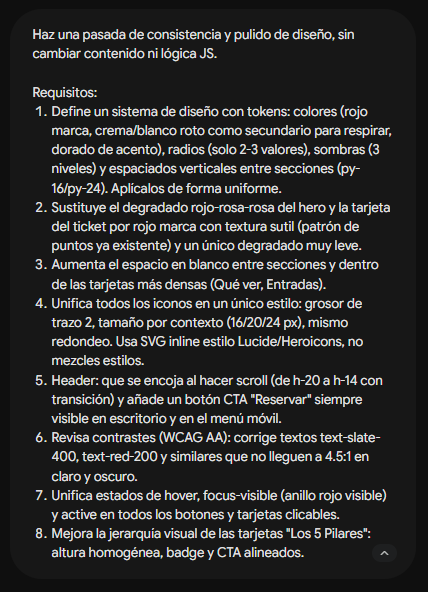 Haz una pasada de consistencia y pulido de diseño, sin
cambiar contenido ni lógica JS.
Requisitos:
1. Define un sistema de diseño con tokens: colores (rojo
marca, crema/blanco roto como secundario para respirar,
dorado de acento), radios (solo 2-3 valores), sombras (3
niveles) y espaciados verticales entre secciones (py-
16/py-24). Aplícalos de forma uniforme.
2. Sustituye el degradado rojo-rosa-rosa del hero y la tarjeta
del ticket por rojo marca con textura sutil (patrón de
puntos ya existente) y un único degradado muy leve.
3. Aumenta el espacio en blanco entre secciones y dentro
de las tarjetas más densas (Qué ver, Entradas).
4. Unifica todos los iconos en un único estilo: grosor de
trazo 2, tamaño por contexto (16/20/24 px), mismo
redondeo. Usa SVG inline estilo Lucide/Heroicons, no
mezcles estilos.
5. Header: que se encoja al hacer scroll (de h-20 a h-14 con
transición) y añade un botón CTA "Reservar" siempre
visible en escritorio y en el menú móvil.
6. Revisa contrastes (WCAG AA): corrige textos text-slate-
400, text-red-200 y similares que no lleguen a 4.5:1 en
claro y oscuro.
7. Unifica estados de hover, focus-visible (anillo rojo visible)
y active en todos los botones y tarjetas clicables.
8. Mejora la jerarquía visual de las tarjetas "Los 5 Pilares":
altura homogénea, badge y CTA alineados.